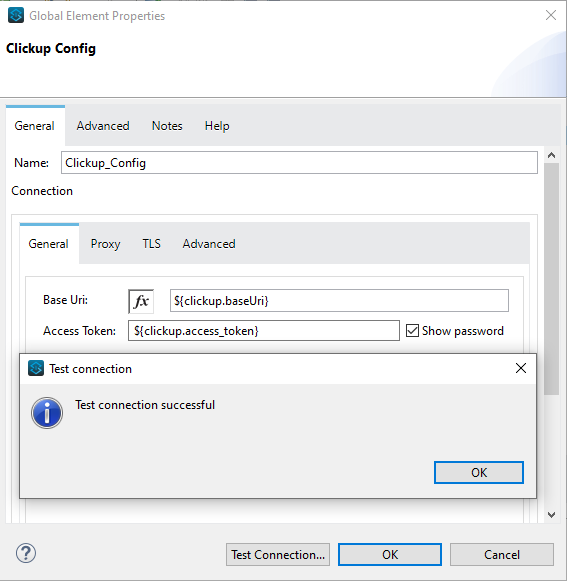 Global Element Properties
Clickup Config
General Advanced Notes Help
Name: Clickup_Config
Connection
General Proxy TLS Advanced
Base Uri: fx ${clickup.baseUri}
Access Token: ${clickup.access_token} Show password
Test connection
Test connection successful
OK
Test Connection... OK Cancel